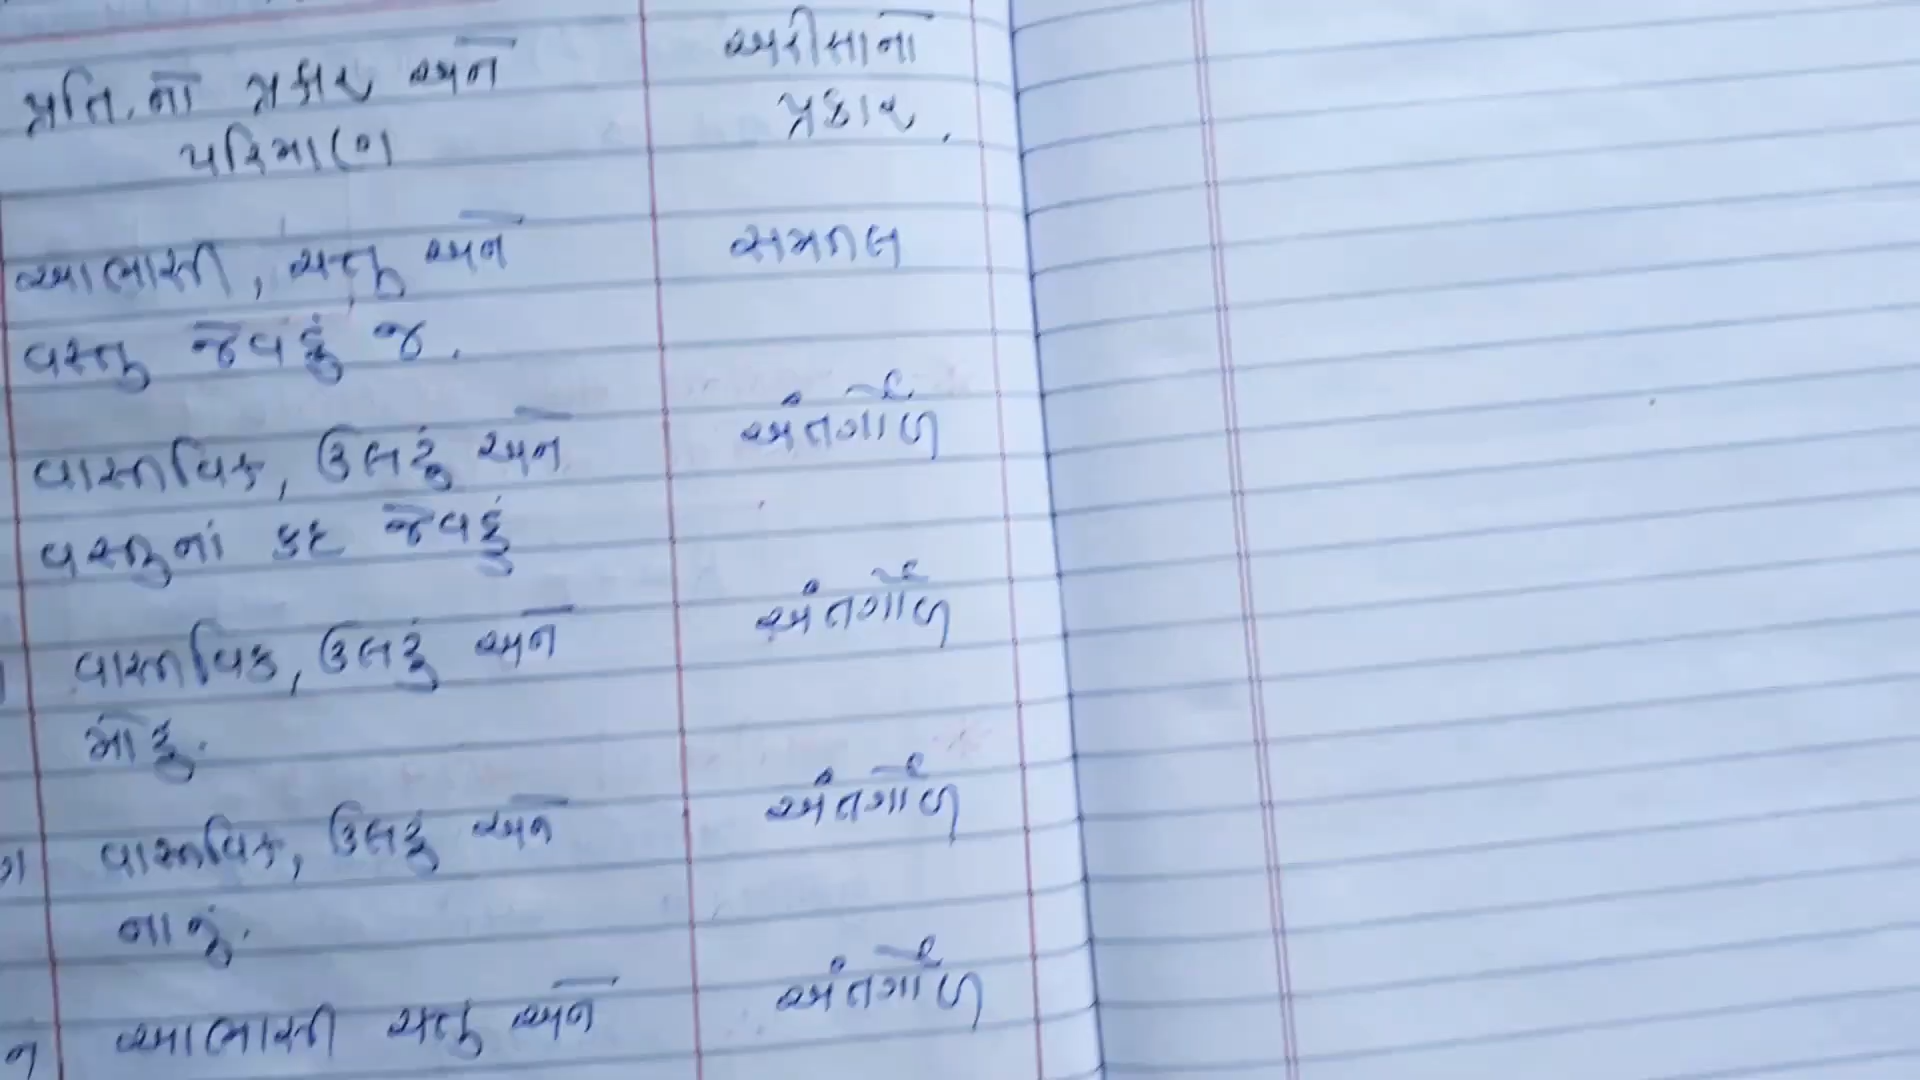 પ્રતિ.નો પ્રકાર અને
પરિમાણ
અરીસાનો
પ્રકાર.
આભાસી, ચત્તુ અને
વસ્તુ જેવડું જ.
સમતલ
વાસ્તવિક, ઉલટું અને
વસ્તુનાં કદ જેવડું
અંતર્ગોળ
વાસ્તવિક, ઉલટું અને
મોટું.
અંતર્ગોળ
વાસ્તવિક, ઉલટું અને
નાનું.
અંતર્ગોળ
આભાસી ચત્તુ અને
અંતર્ગોળ